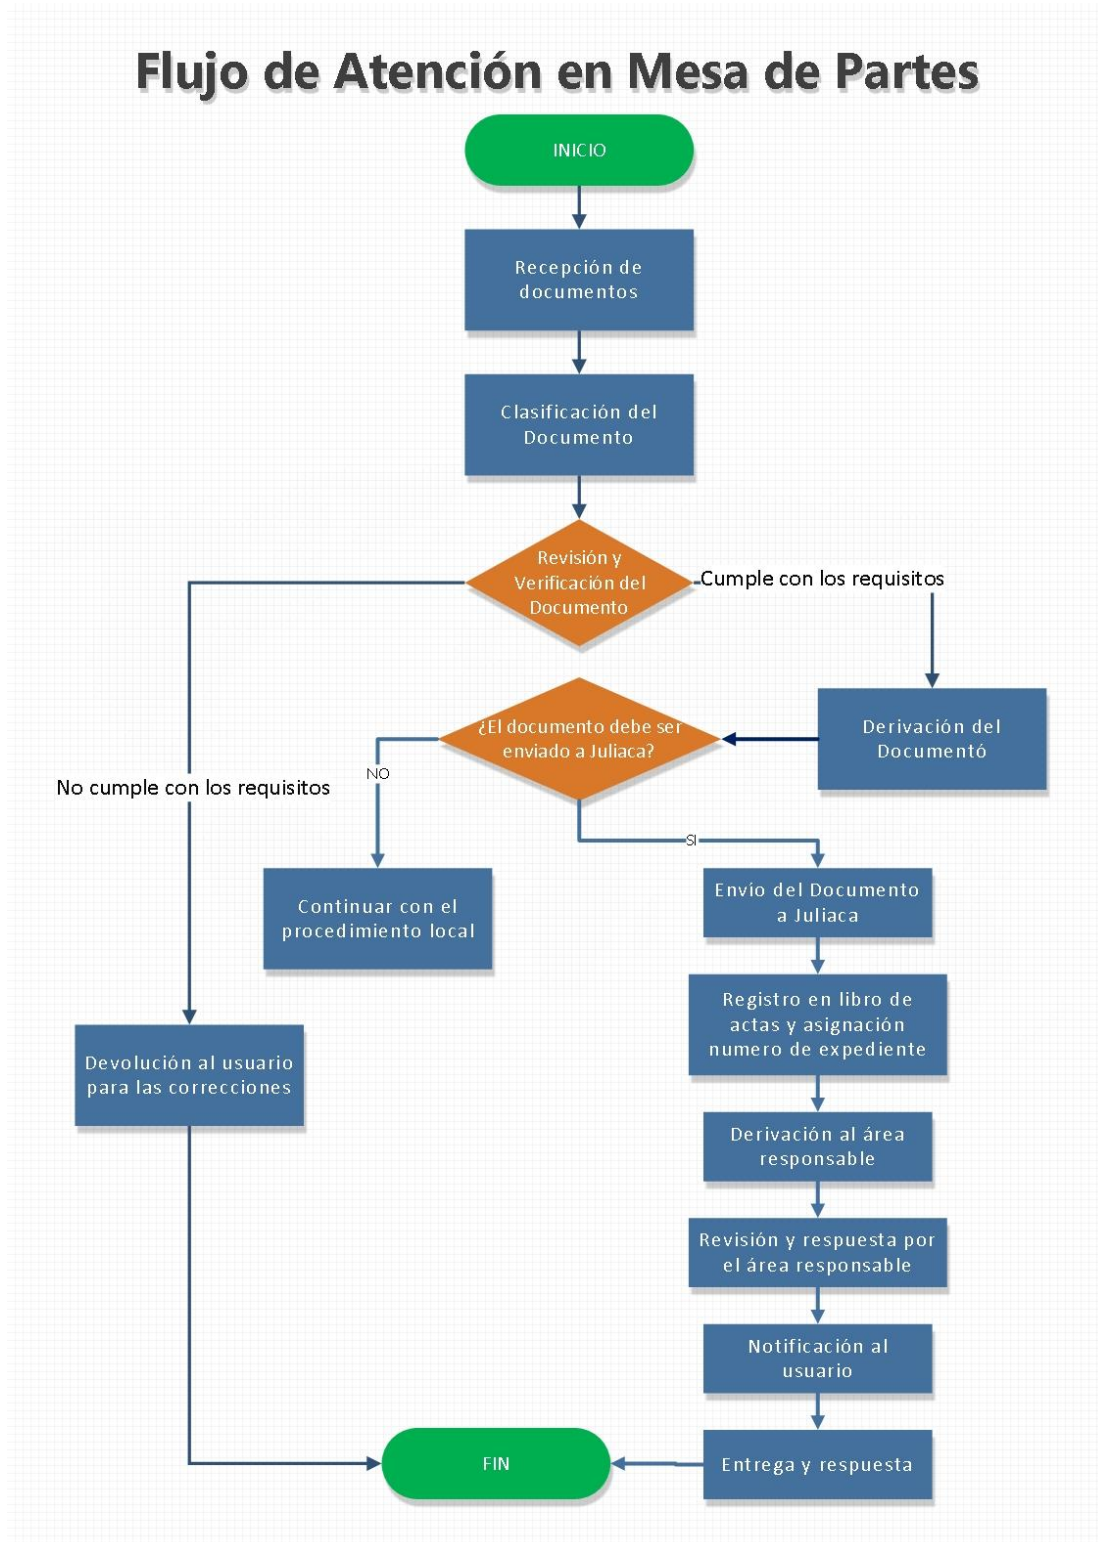 Flujo de Atención en Mesa de Partes
INICIO
Recepción de
documentos
Clasificación del
Documento
Revisión y
Verificación del
Documento
Cumple con los requisitos
Derivación del
Documentó
¿El documento debe ser
enviado a Juliaca?
NO
No cumple con los requisitos
SI
Continuar con el
procedimiento local
Envío del Documento
a Juliaca
Registro en libro de
actas y asignación
numero de expediente
Devolución al usuario
para las correcciones
Derivación al área
responsable
Revisión y respuesta por
el área responsable
Notificación al
usuario
Entrega y respuesta
FIN